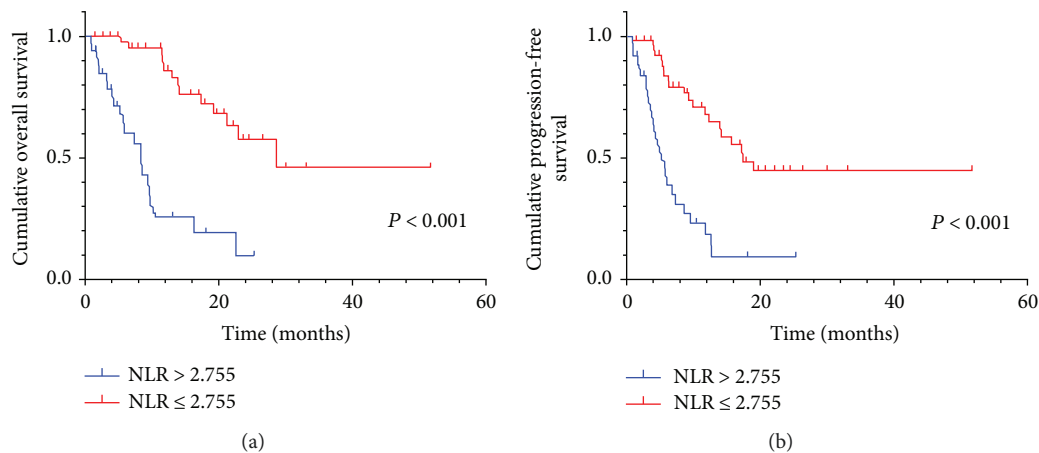 Cumulative overall survival
1.0
0.5
0.0
P < 0.001
0
20
40
60
Time (months)
NLR > 2.755
NLR ≤ 2.755
(a)
Cumulative progression-free
survival
1.0
0.5
0.0
P < 0.001
0
20
40
60
Time (months)
NLR > 2.755
NLR ≤ 2.755
(b)